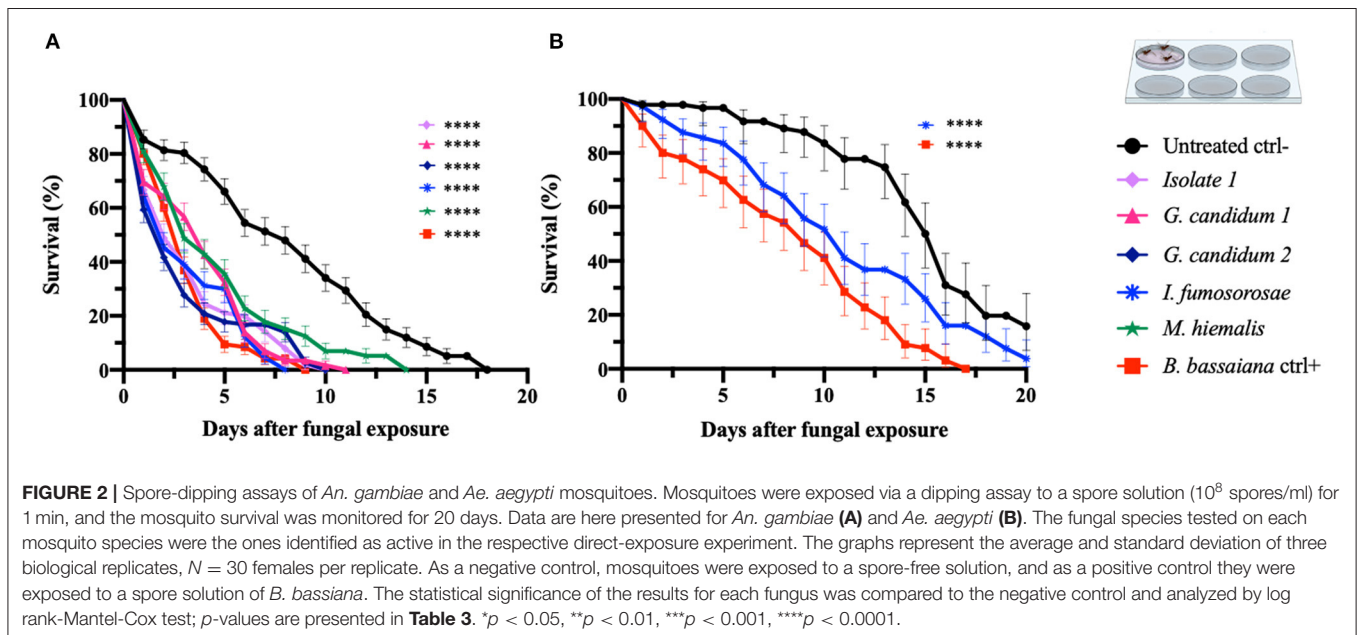 A
B
100
80
60
40
20
0
Survival (%)
0
5
10
15
20
Days after fungal exposure
****
****
****
****
****
****
100
80
60
40
20
0
Survival (%)
0
5
10
15
20
Days after fungal exposure
****
****
Untreated ctrl-
Isolate 1
G. candidum 1
G. candidum 2
I. fumosorosae
M. hiemalis
B. bassaiana ctrl+
FIGURE 2 | Spore-dipping assays of An. gambiae and Ae. aegypti mosquitoes. Mosquitoes were exposed via a dipping assay to a spore solution (10⁸ spores/ml) for
1 min, and the mosquito survival was monitored for 20 days. Data are here presented for An. gambiae (A) and Ae. aegypti (B). The fungal species tested on each
mosquito species were the ones identified as active in the respective direct-exposure experiment. The graphs represent the average and standard deviation of three
biological replicates, N = 30 females per replicate. As a negative control, mosquitoes were exposed to a spore-free solution, and as a positive control they were
exposed to a spore solution of B. bassiana. The statistical significance of the results for each fungus was compared to the negative control and analyzed by log
rank-Mantel-Cox test; p-values are presented in Table 3. *p < 0.05, **p < 0.01, ***p < 0.001, ****p < 0.0001.